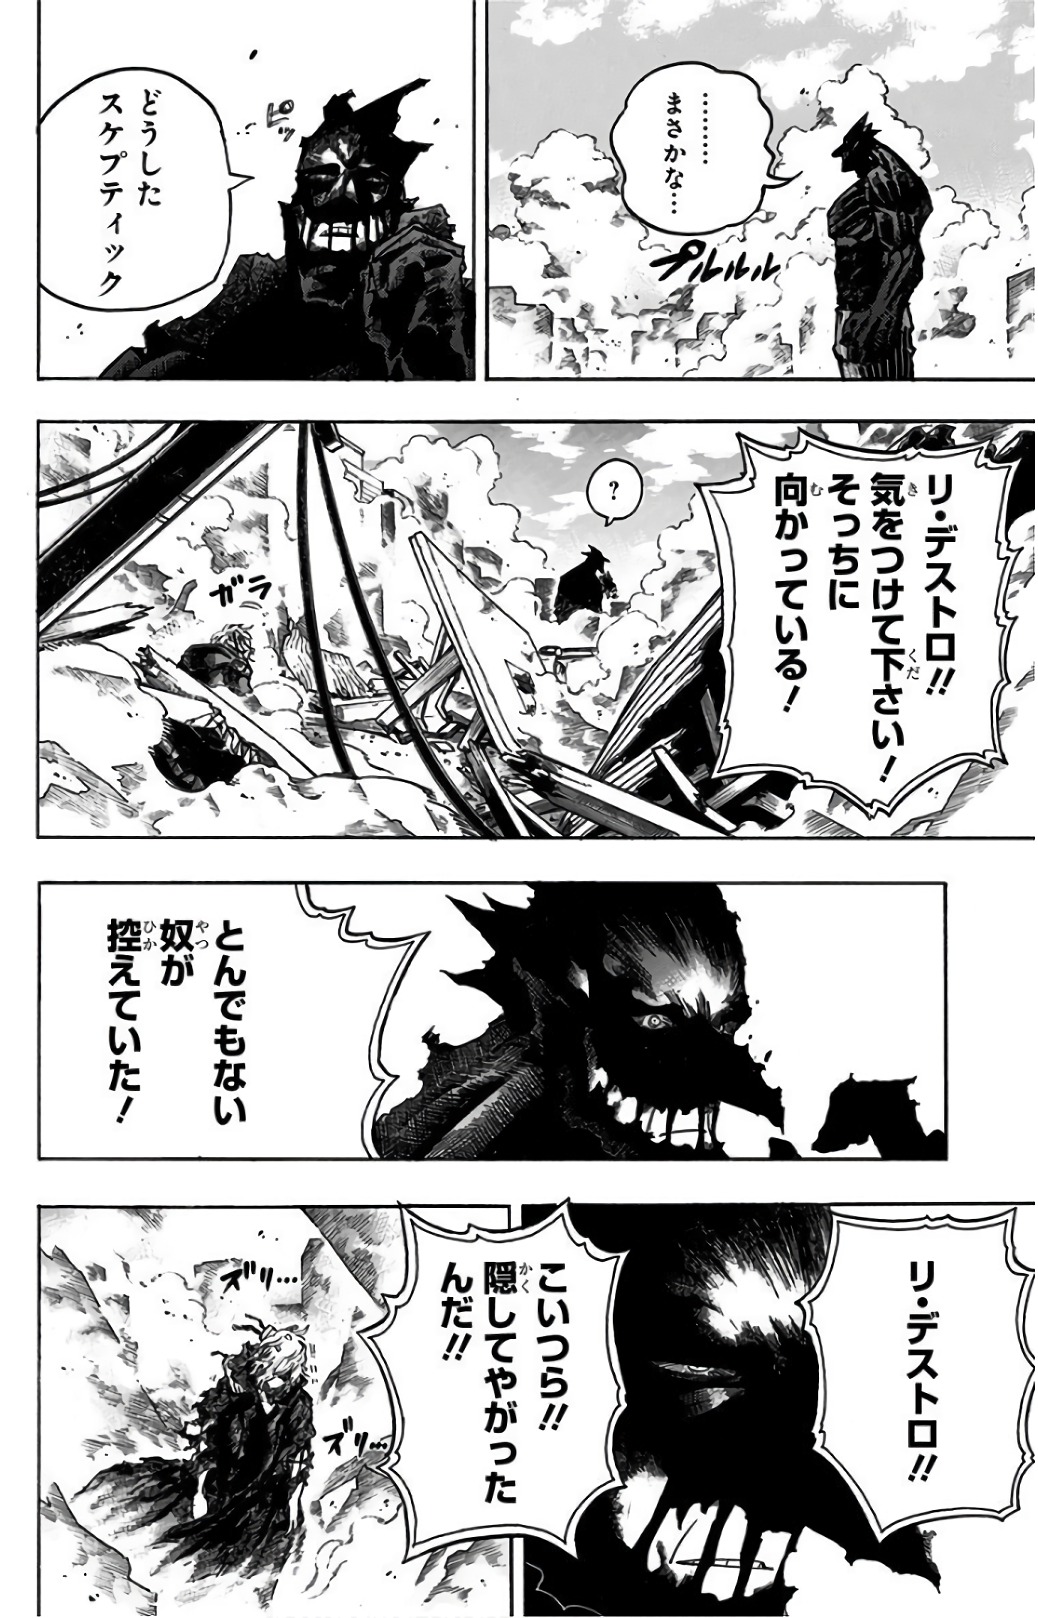 ………
まさかな…
プルルルル
ピッ
どうした
スケプティック
リ・デストロ!!
気をつけて下さい!
そっちに
向かっている!
?
ガラ
とんでもない
奴が
控えていた!
リ・デストロ!!
こいつら!!
隠してやがった
んだ!!
ズリ…
ズリ…